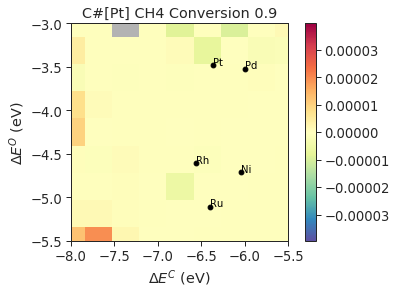 C#[Pt] CH4 Conversion 0.9
−3.0
−3.5
−4.0
−4.5
−5.0
−5.5
ΔE^O (eV)
Pt
Pd
Rh
Ni
Ru
−8.0 −7.5 −7.0 −6.5 −6.0 −5.5
ΔE^C (eV)
0.00003
0.00002
0.00001
0.00000
−0.00001
−0.00002
−0.00003